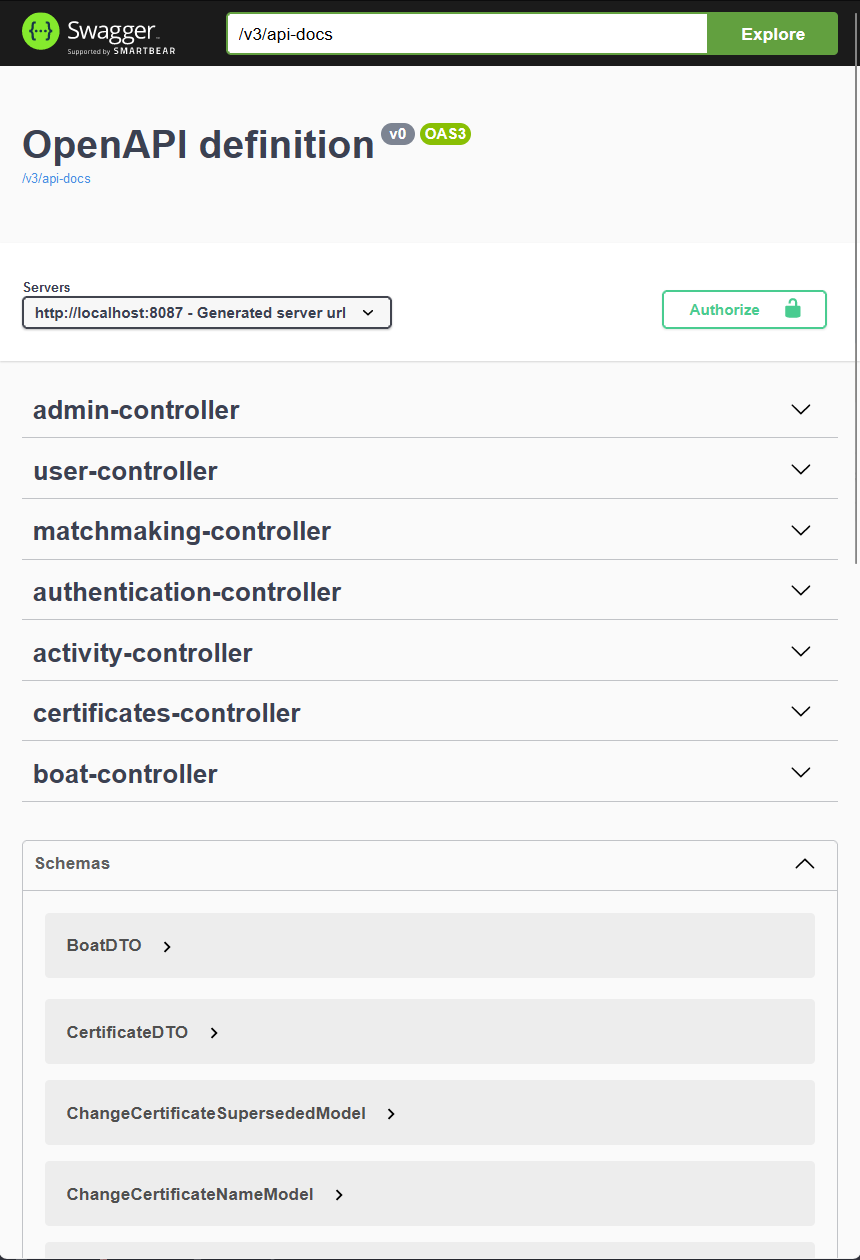 Swagger
Supported by SMARTBEAR
/v3/api-docs
Explore
OpenAPI definition v0 OAS3
/v3/api-docs
Servers
http://localhost:8087 - Generated server url
Authorize
admin-controller
user-controller
matchmaking-controller
authentication-controller
activity-controller
certificates-controller
boat-controller
Schemas
BoatDTO
CertificateDTO
ChangeCertificateSupersededModel
ChangeCertificateNameModel